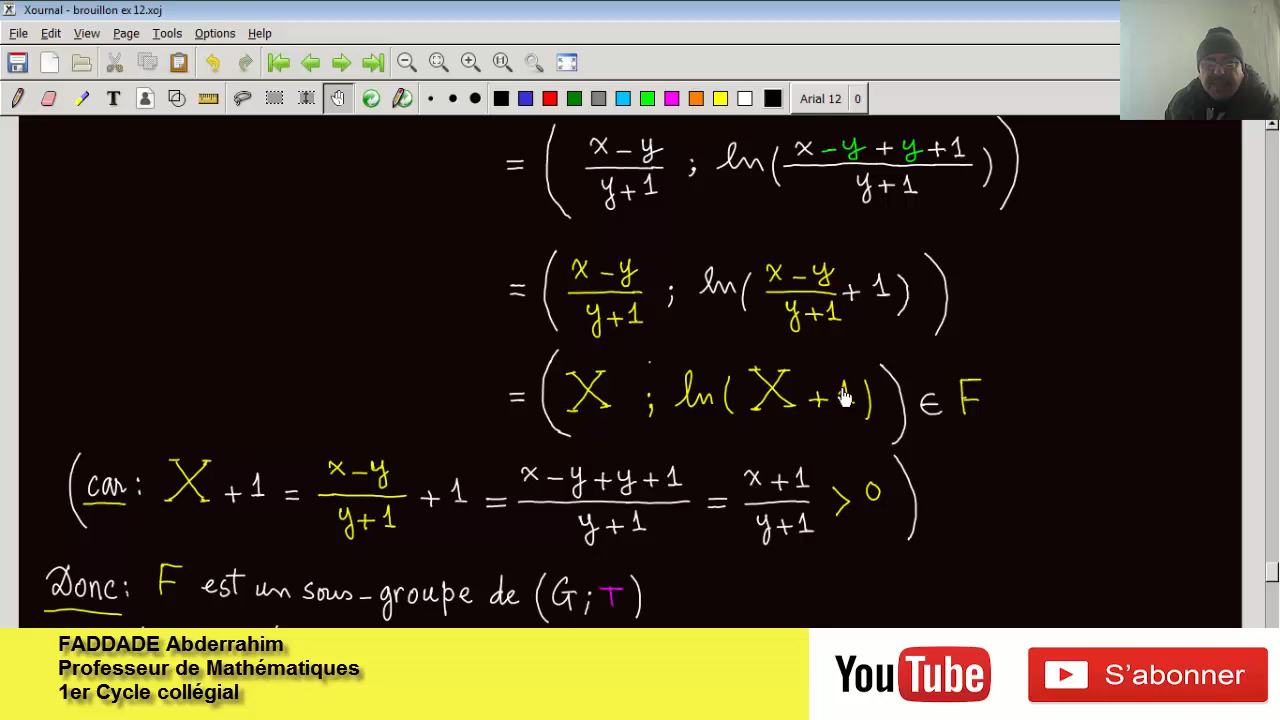 Xournal - brouillon ex12.xoj
File Edit View Page Tools Options Help
Arial 12 0
= ( (x-y)/(y+1) ; ln( (x-y+y+1)/(y+1) ) )
= ( (x-y)/(y+1) ; ln( (x-y)/(y+1) + 1 ) )
= ( X ; ln( X + 1 ) ) ∈ F
( car: X + 1 = (x-y)/(y+1) + 1 = (x-y+y+1)/(y+1) = (x+1)/(y+1) > 0 )
Donc: F est un sous-groupe de (G; T)
FADDADE Abderrahim
Professeur de Mathématiques
1er Cycle collégial
YouTube
S'abonner